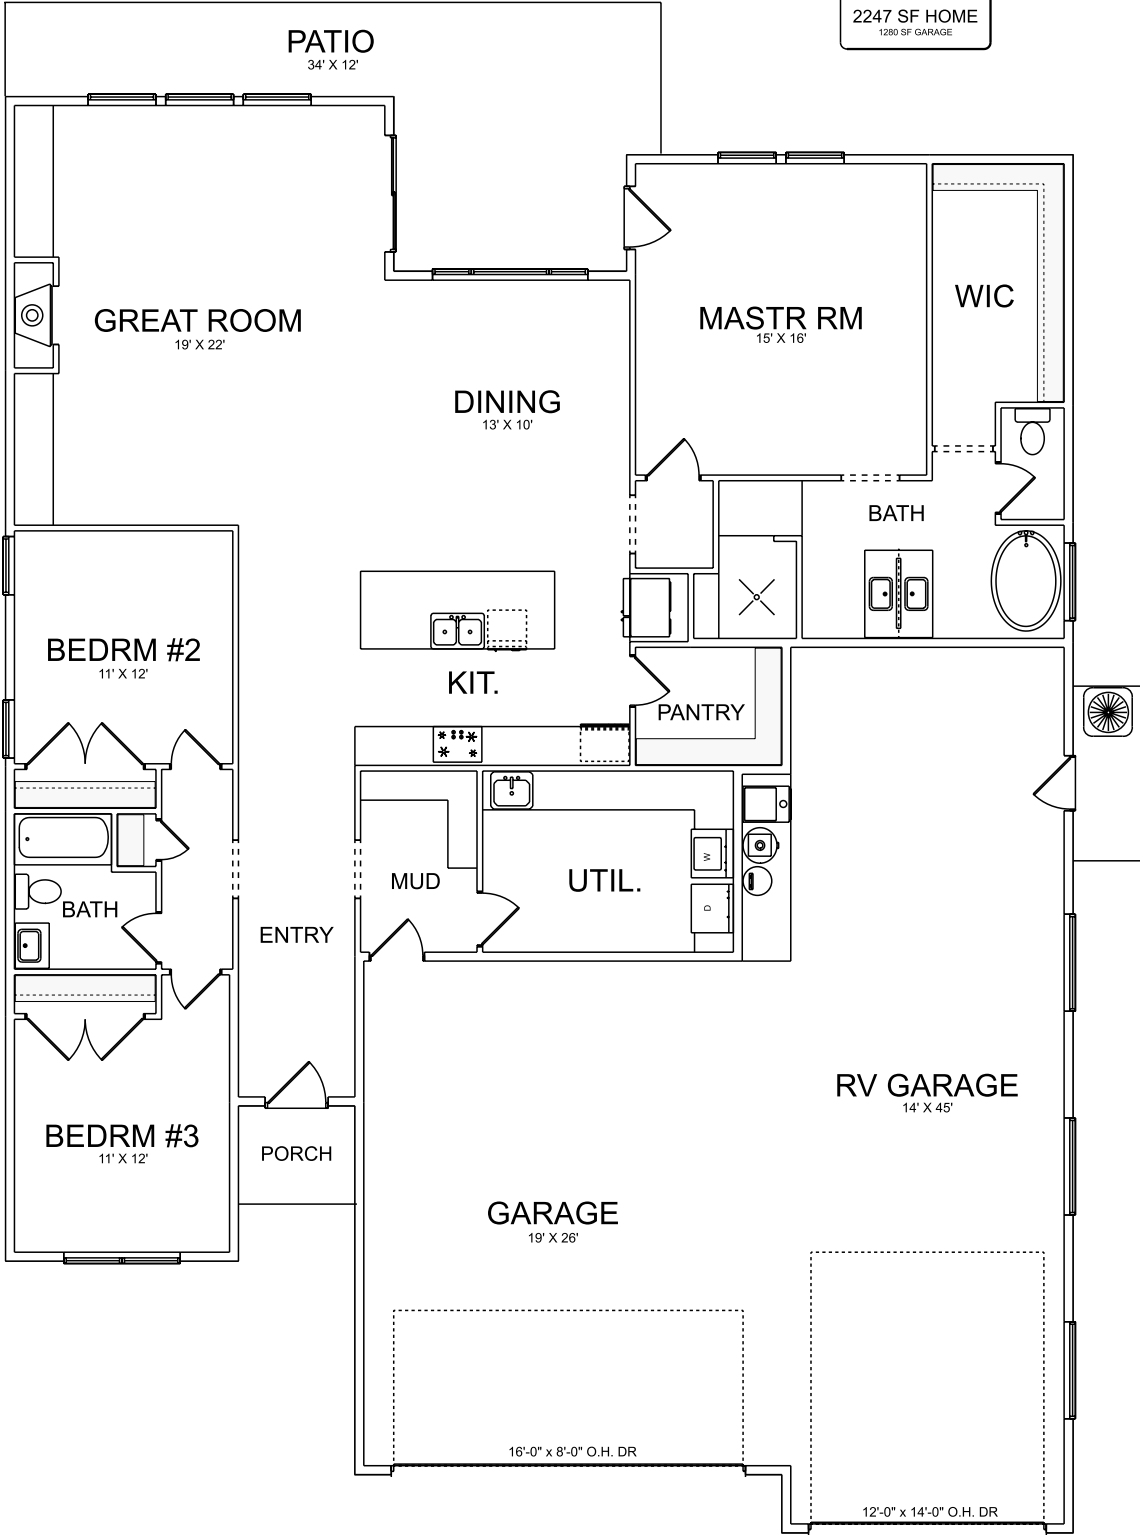 2247 SF HOME
1280 SF GARAGE
PATIO
34' X 12'
GREAT ROOM
19' X 22'
MASTR RM
15' X 16'
WIC
DINING
13' X 10'
BATH
BEDRM #2
11' X 12'
KIT.
PANTRY
MUD
UTIL.
W
D
BATH
ENTRY
RV GARAGE
14' X 45'
BEDRM #3
11' X 12'
PORCH
GARAGE
19' X 26'
16'-0" x 8'-0" O.H. DR
12'-0" x 14'-0" O.H. DR